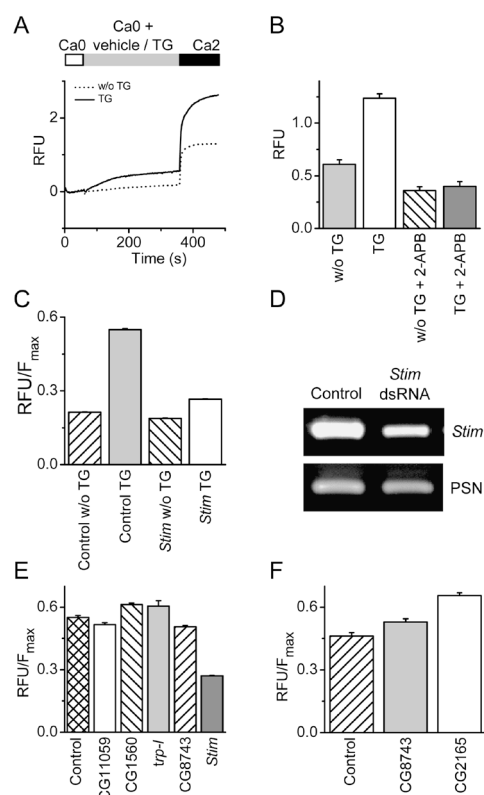 A
Ca0 +
Ca0 vehicle / TG Ca2
w/o TG
TG
RFU
2
1
0
0 200 400
Time (s)
B
RFU
1.5
1.0
0.5
0.0
w/o TG
TG
w/o TG + 2-APB
TG + 2-APB
C
RFU/Fmax
0.6
0.3
0.0
Control w/o TG
Control TG
Stim w/o TG
Stim TG
D
Stim
Control dsRNA
Stim
PSN
E
RFU/Fmax
0.6
0.3
0.0
Control
CG11059
CG1560
trp-l
CG8743
Stim
F
RFU/Fmax
0.6
0.3
0.0
Control
CG8743
CG2165